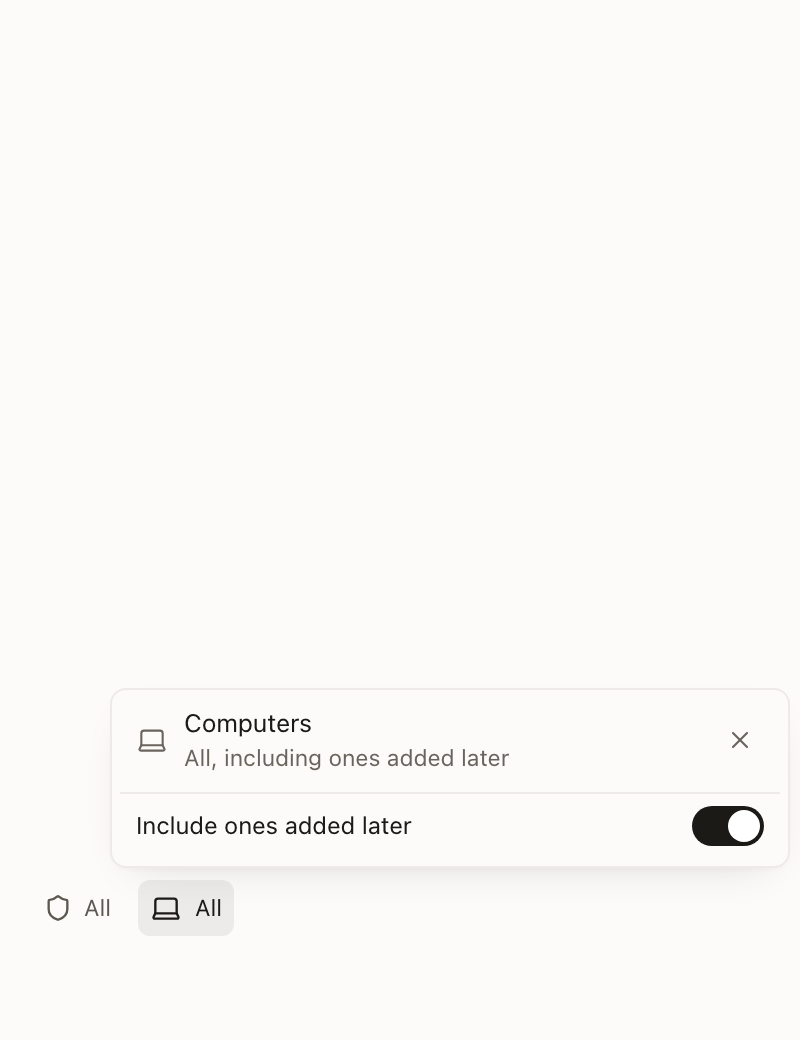 Computers
All, including ones added later
Include ones added later
All
All